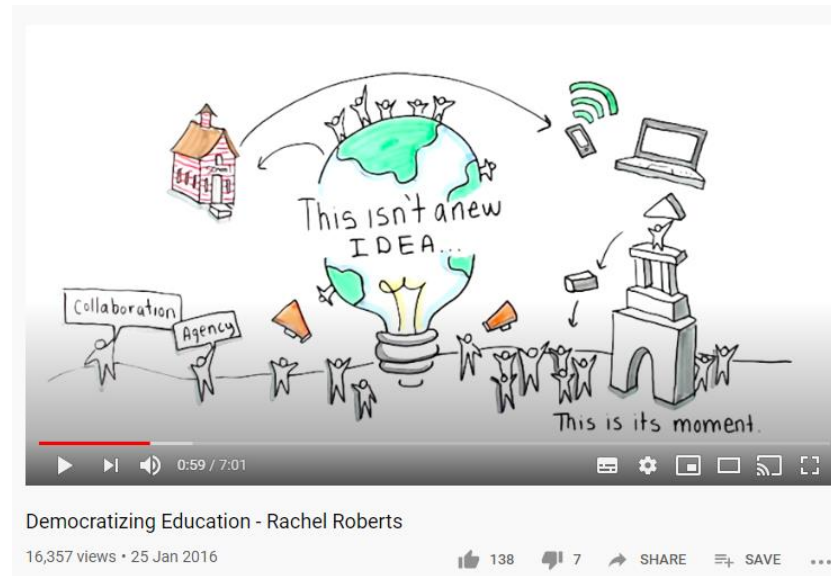 This isn't a new
IDEA...
Collaboration
Agency
This is its moment.
0:59 / 7:01
Democratizing Education - Rachel Roberts
16,357 views • 25 Jan 2016
138 7 SHARE SAVE